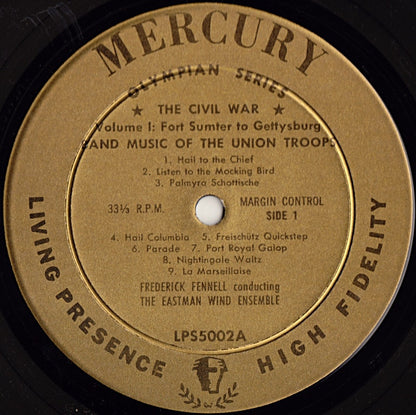 MERCURY
OLYMPIAN SERIES
★ THE CIVIL WAR ★
Volume I: Fort Sumter to Gettysburg
BAND MUSIC OF THE UNION TROOPS
1. Hail to the Chief
2. Listen to the Mocking Bird
3. Palmyra Schottische
33⅓ R.P.M.
MARGIN CONTROL
SIDE 1
4. Hail Columbia 5. Freischütz Quickstep
6. Parade 7. Port Royal Galop
8. Nightingale Waltz
9. La Marseillaise
FREDERICK FENNELL conducting
THE EASTMAN WIND ENSEMBLE
LPS5002A
LIVING PRESENCE
HIGH FIDELITY